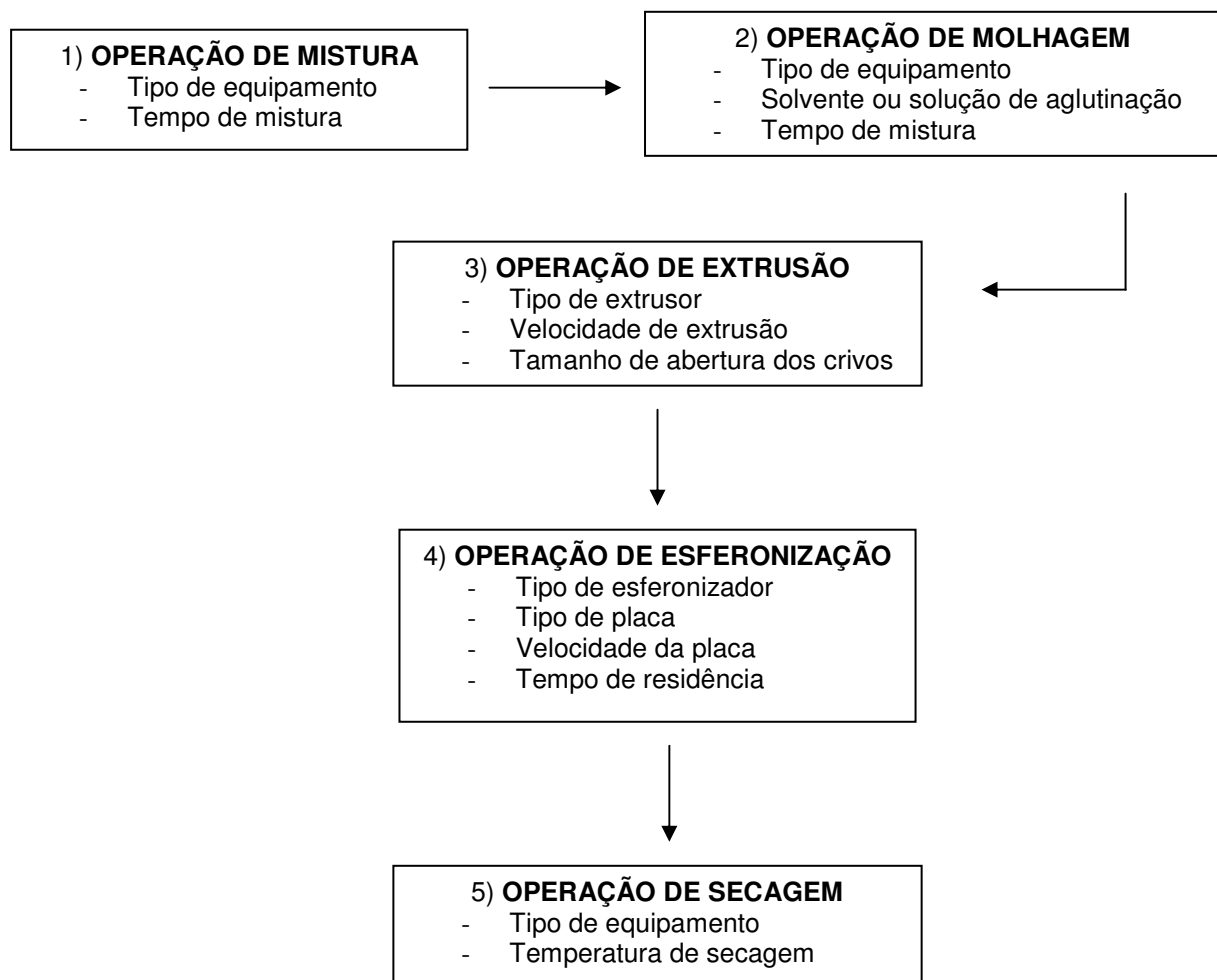 1) OPERAÇÃO DE MISTURA
- Tipo de equipamento
- Tempo de mistura
2) OPERAÇÃO DE MOLHAGEM
- Tipo de equipamento
- Solvente ou solução de aglutinação
- Tempo de mistura
3) OPERAÇÃO DE EXTRUSÃO
- Tipo de extrusor
- Velocidade de extrusão
- Tamanho de abertura dos crivos
4) OPERAÇÃO DE ESFERONIZAÇÃO
- Tipo de esferonizador
- Tipo de placa
- Velocidade da placa
- Tempo de residência
5) OPERAÇÃO DE SECAGEM
- Tipo de equipamento
- Temperatura de secagem